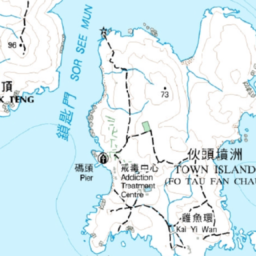 鎖匙門 SOR SEE MUN
96
頂
K TENG
73
伙頭墳洲
TOWN ISLAND
(FO TAU FAN CHAU
碼頭
Pier
戒毒中心
Addiction
Treatment
Centre
雞魚環
Kai Yi Wan